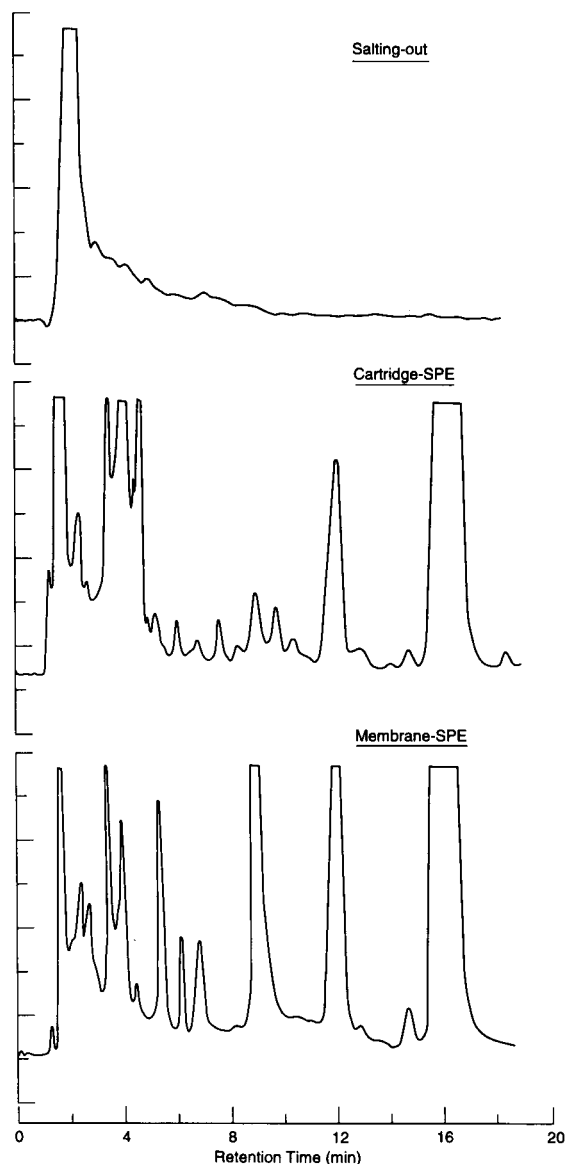 Salting-out
Cartridge-SPE
Membrane-SPE
0 4 8 12 16 20
Retention Time (min)